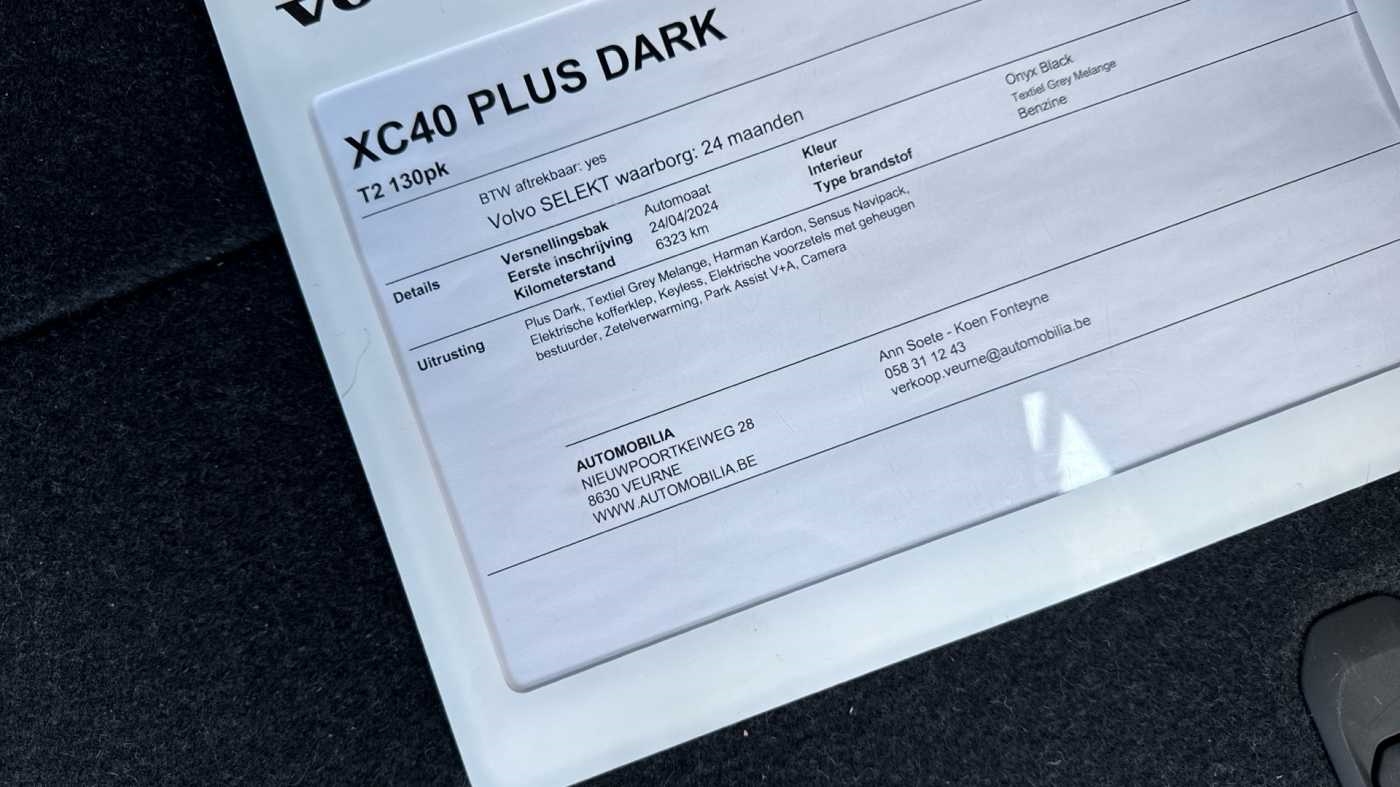 XC40 PLUS DARK
T2 130pk
BTW aftrekbaar: yes
Volvo SELEKT waarborg: 24 maanden
Details
Versnellingsbak Automoaat
Eerste inschrijving 24/04/2024
Kilometerstand 6323 km
Kleur Onyx Black
Interieur Textiel Grey Melange
Type brandstof Benzine
Uitrusting
Plus Dark, Textiel Grey Melange, Harman Kardon, Sensus Navipack,
Elektrische kofferklep, Keyless, Elektrische voorzetels met geheugen
bestuurder, Zetelverwarming, Park Assist V+A, Camera
AUTOMOBILIA
NIEUWPOORTKEIWEG 28
8630 VEURNE
WWW.AUTOMOBILIA.BE
Ann Soete - Koen Fonteyne
058 31 12 43
verkoop.veurne@automobilia.be